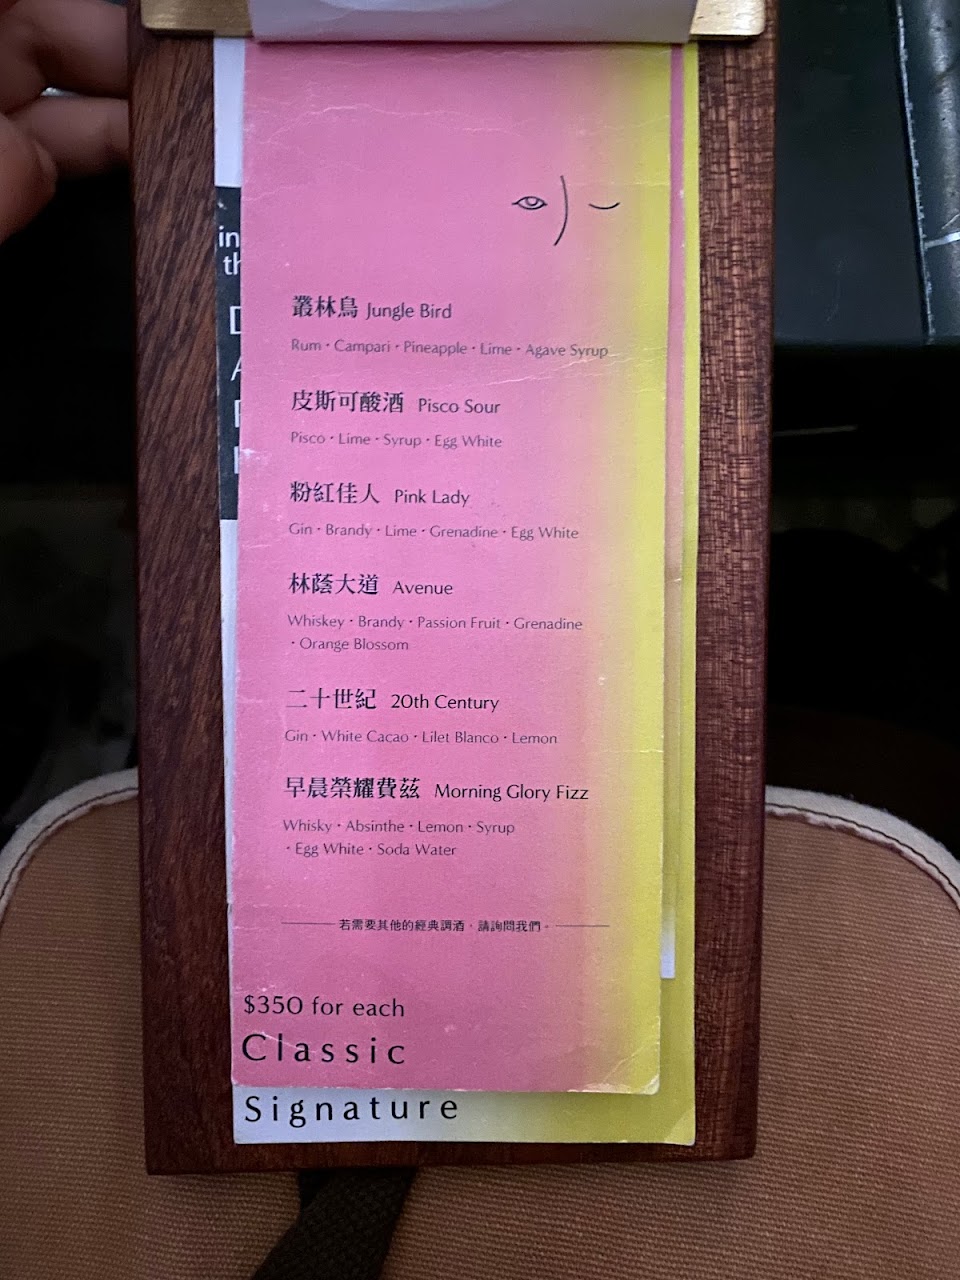 in
th
叢林鳥 Jungle Bird
Rum · Campari · Pineapple · Lime · Agave Syrup
皮斯可酸酒 Pisco Sour
Pisco · Lime · Syrup · Egg White
粉紅佳人 Pink Lady
Gin · Brandy · Lime · Grenadine · Egg White
林蔭大道 Avenue
Whiskey · Brandy · Passion Fruit · Grenadine
· Orange Blossom
二十世紀 20th Century
Gin · White Cacao · Lilet Blanco · Lemon
早晨榮耀費茲 Morning Glory Fizz
Whisky · Absinthe · Lemon · Syrup
· Egg White · Soda Water
若需要其他的經典調酒，請詢問我們。
$350 for each
Classic
Signature